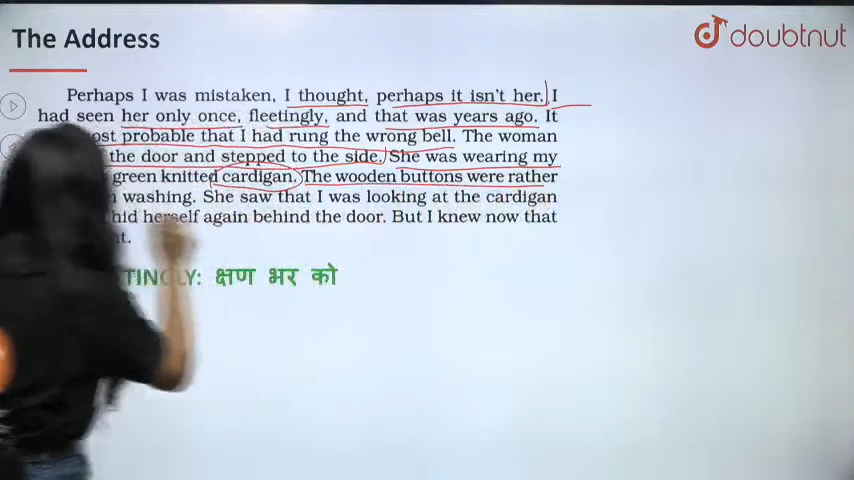 The Address
doubtnut
Perhaps I was mistaken, I thought, perhaps it isn't her. I
had seen her only once, fleetingly, and that was years ago. It
probable that I had rung the wrong bell. The woman
the door and stepped to the side. She was wearing my
green knitted cardigan. The wooden buttons were rather
washing. She saw that I was looking at the cardigan
hid herself again behind the door. But I knew now that
TINGLY: क्षण भर को